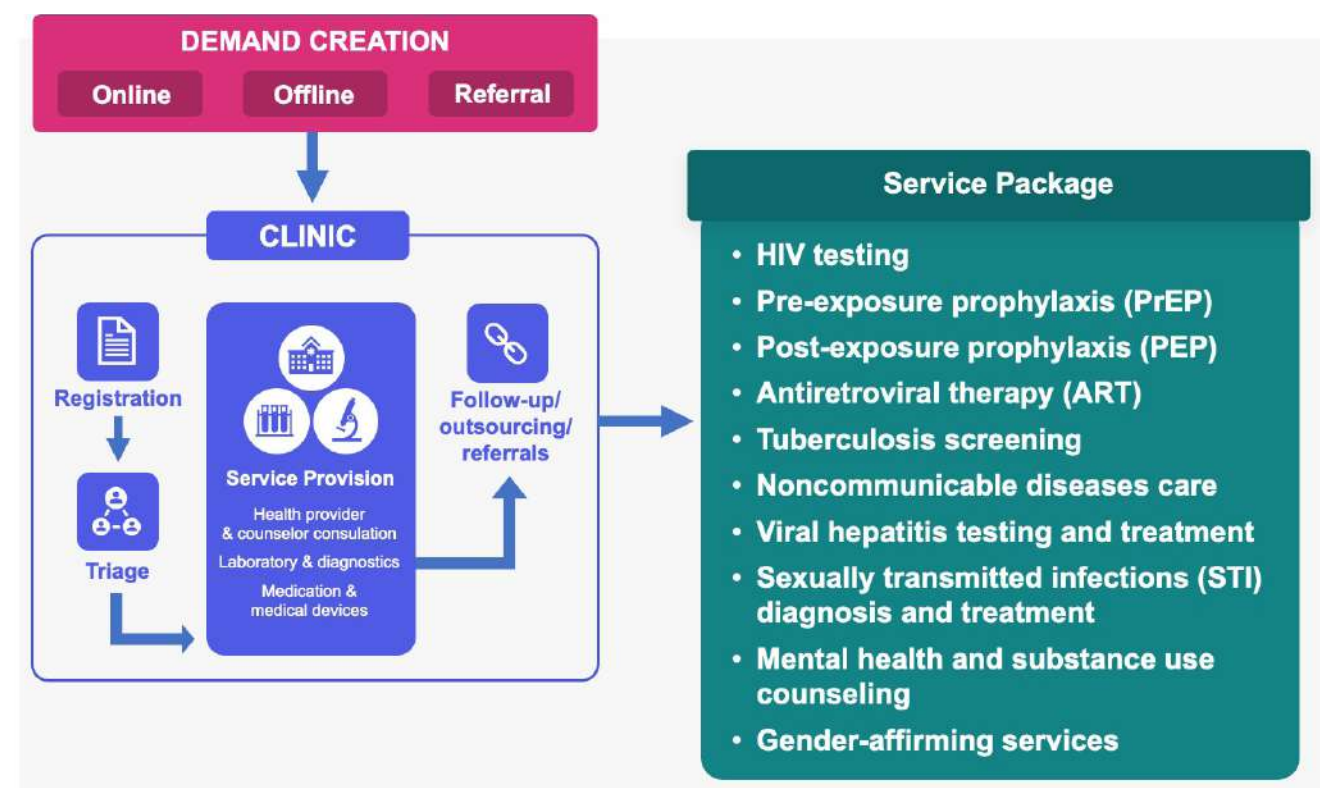 DEMAND CREATION
Online
Offline
Referral
CLINIC
Registration
Triage
Service Provision
Health provider
& counselor consulation
Laboratory & diagnostics
Medication &
medical devices
Follow-up/
outsourcing/
referrals
Service Package
• HIV testing
• Pre-exposure prophylaxis (PrEP)
• Post-exposure prophylaxis (PEP)
• Antiretroviral therapy (ART)
• Tuberculosis screening
• Noncommunicable diseases care
• Viral hepatitis testing and treatment
• Sexually transmitted infections (STI)
diagnosis and treatment
• Mental health and substance use
counseling
• Gender-affirming services